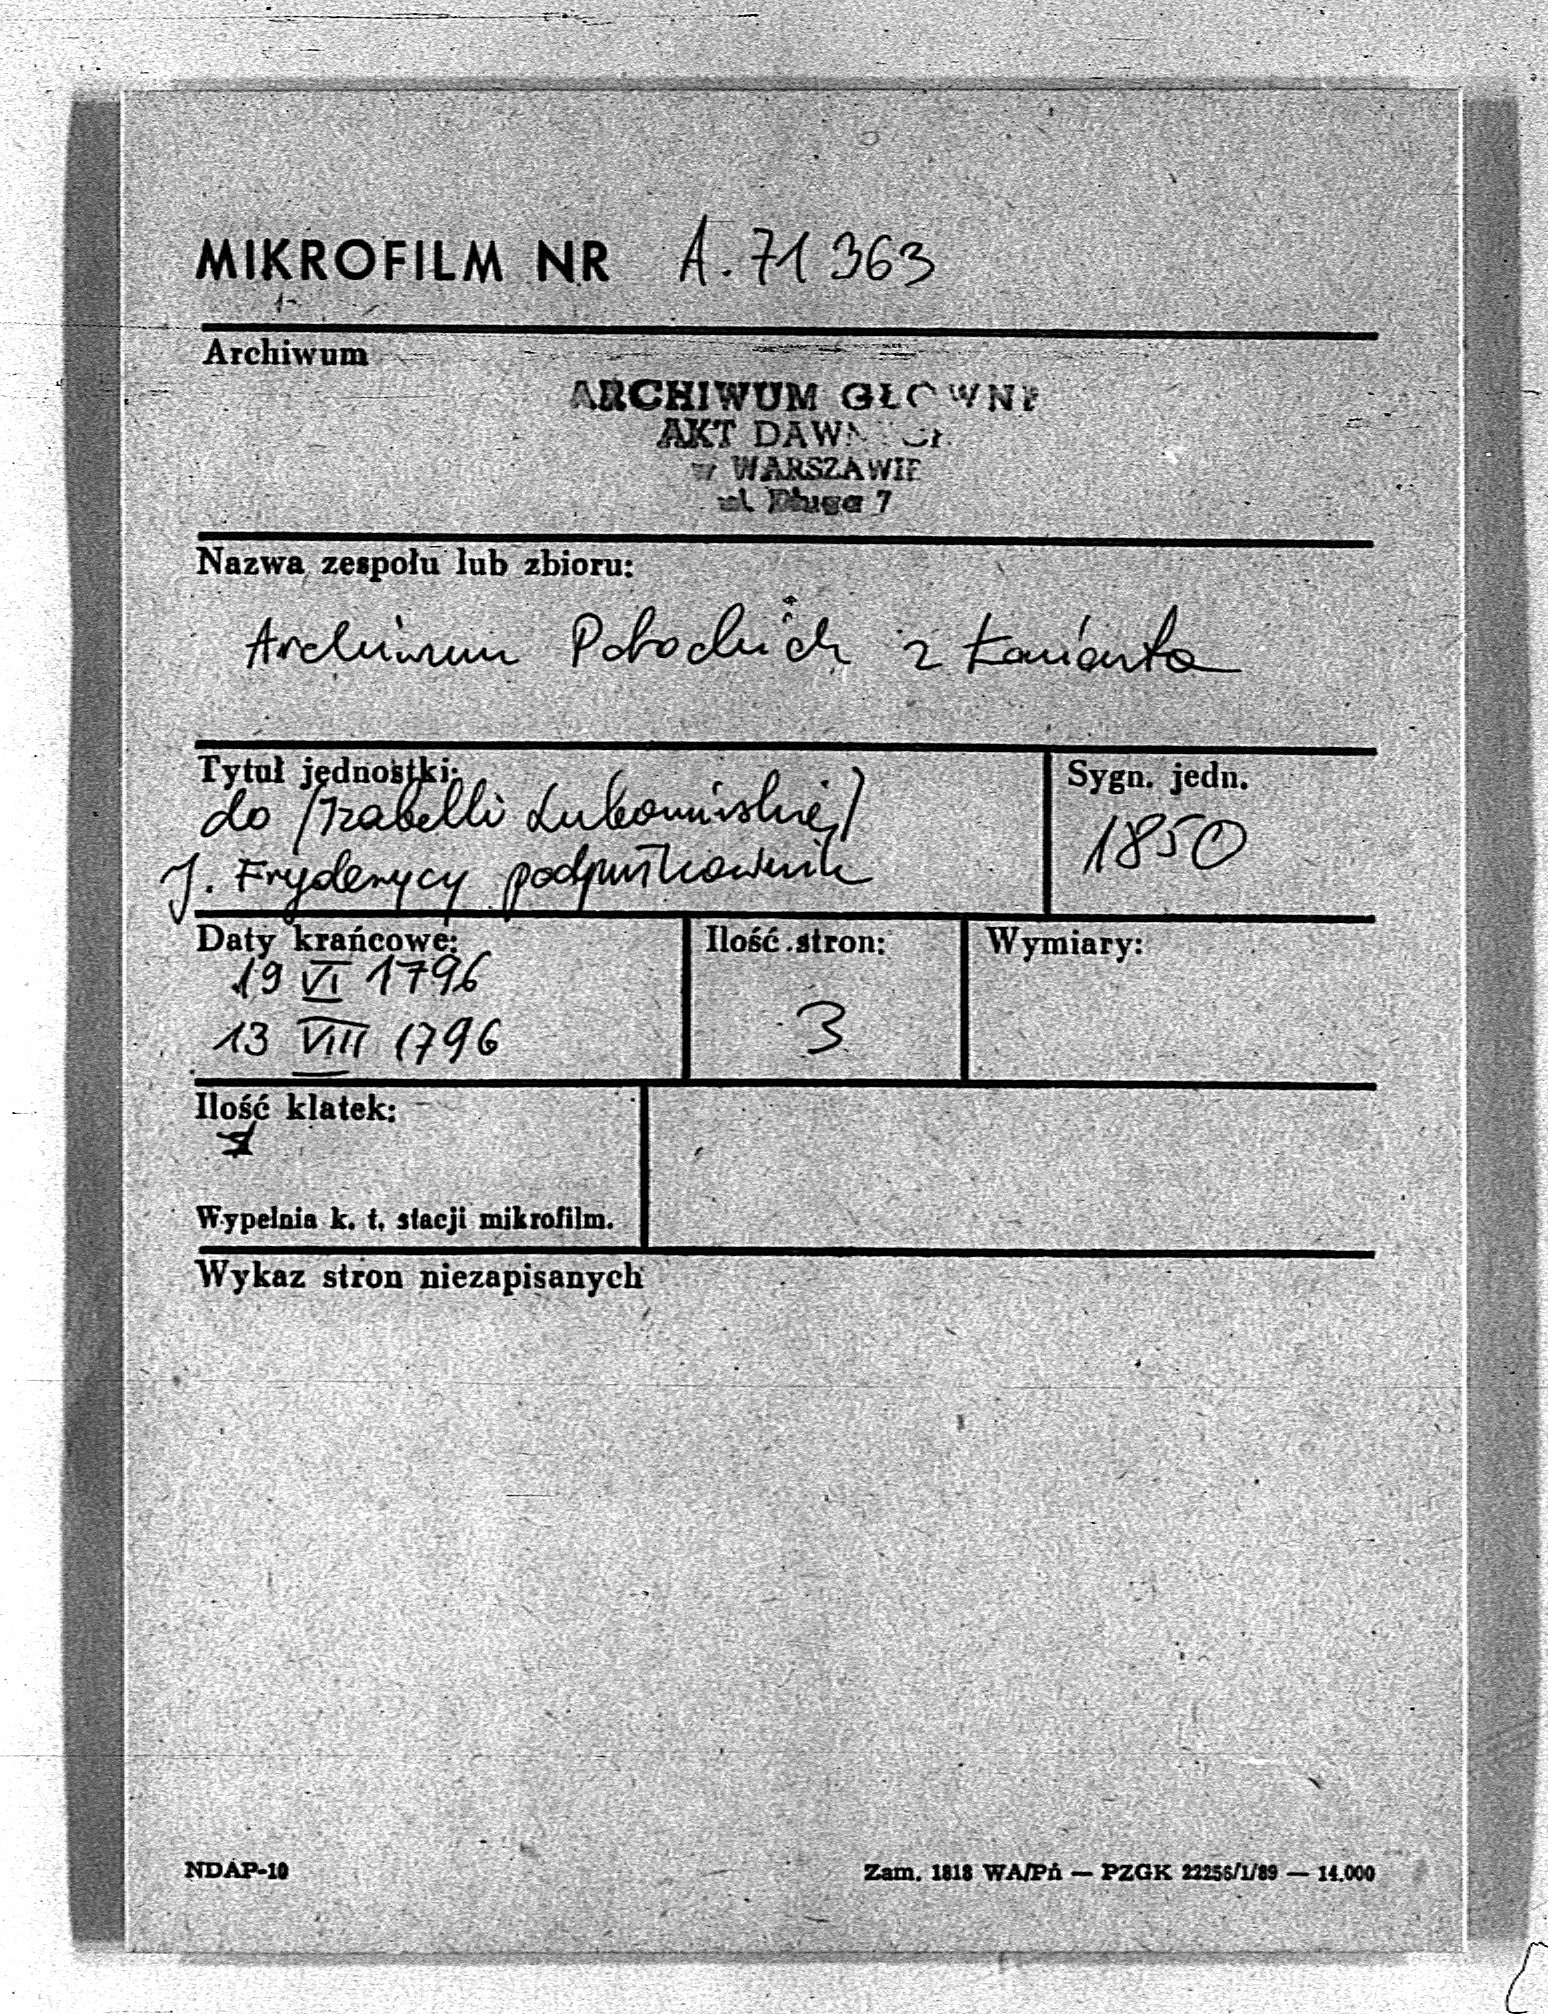 MIKROFILM NR A. 71363
Archiwum
ARCHIWUM GŁÓWNE
AKT DAWNYCH
w WARSZAWIE
ul. Długa 7
Nazwa zespołu lub zbioru:
Archiwum Potockich z Łańcuta
Tytuł jednostki:
do /Izabelli Lubomirskiej/
J. Fryderycy podpułkownik
Sygn. jedn.
1850
Daty krańcowe:
19 VI 1796
13 VIII 1796
Ilość stron:
3
Wymiary:
Ilość klatek:
Wypełnia k. t. stacji mikrofilm.
Wykaz stron niezapisanych
NDAP-10
Zam. 1818 WA/Pń — PZGK 22256/1/89 — 14.000